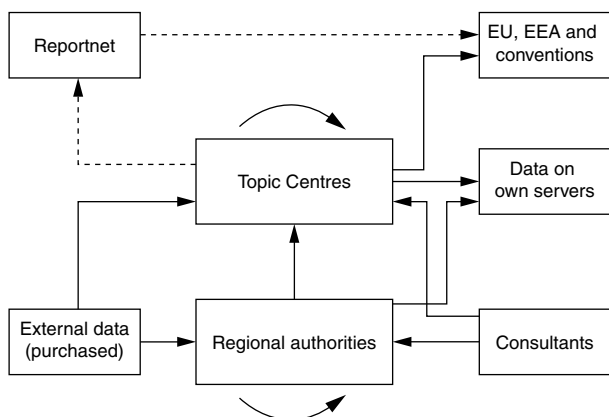 Reportnet
EU, EEA and
conventions
Topic Centres
Data on
own servers
External data
(purchased)
Regional authorities
Consultants